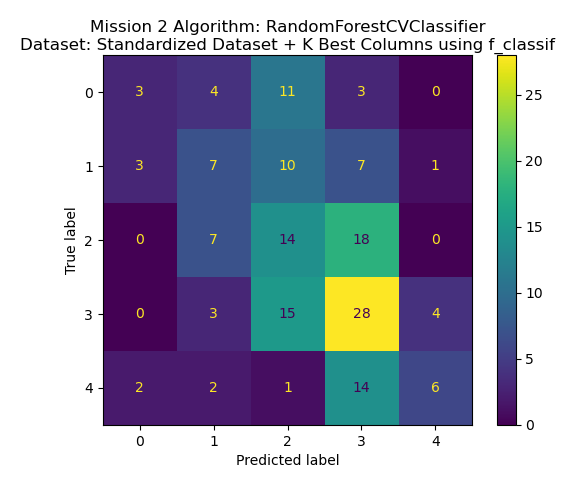 Mission 2 Algorithm: RandomForestCVClassifier
Dataset: Standardized Dataset + K Best Columns using f_classif
0 3 4 11 3 0
1 3 7 10 7 1
2 0 7 14 18 0
3 0 3 15 28 4
4 2 2 1 14 6
0 1 2 3 4
True label
Predicted label
25
20
15
10
5
0